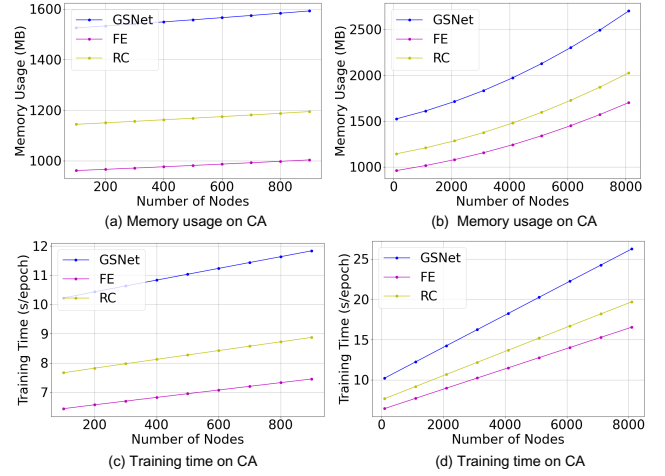 1600
1400
1200
1000
Memory Usage (MB)
GSNet
FE
RC
200 400 600 800
Number of Nodes
(a) Memory usage on CA
2500
2000
1500
1000
Memory Usage (MB)
GSNet
FE
RC
0 2000 4000 6000 8000
Number of Nodes
(b) Memory usage on CA
12
11
10
9
8
7
Training Time (s/epoch)
GSNet
FE
RC
200 400 600 800
Number of Nodes
(c) Training time on CA
25
20
15
10
Training Time (s/epoch)
GSNet
FE
RC
0 2000 4000 6000 8000
Number of Nodes
(d) Training time on CA